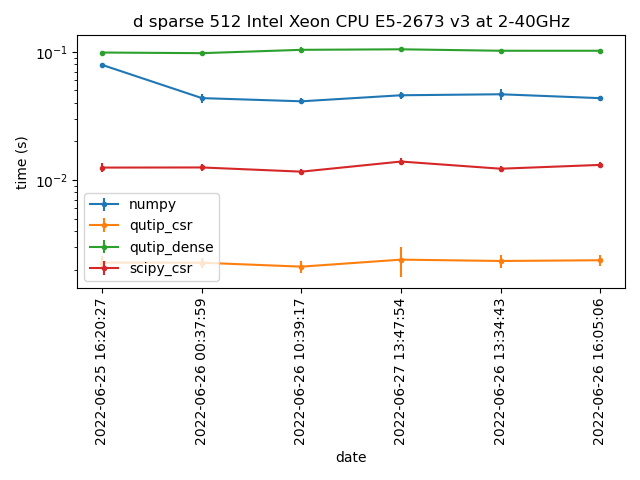 d sparse 512 Intel Xeon CPU E5-2673 v3 at 2-40GHz
time (s)
10⁻¹
10⁻²
numpy
qutip_csr
qutip_dense
scipy_csr
2022-06-25 16:20:27
2022-06-26 00:37:59
2022-06-26 10:39:17
2022-06-27 13:47:54
2022-06-26 13:34:43
2022-06-26 16:05:06
date